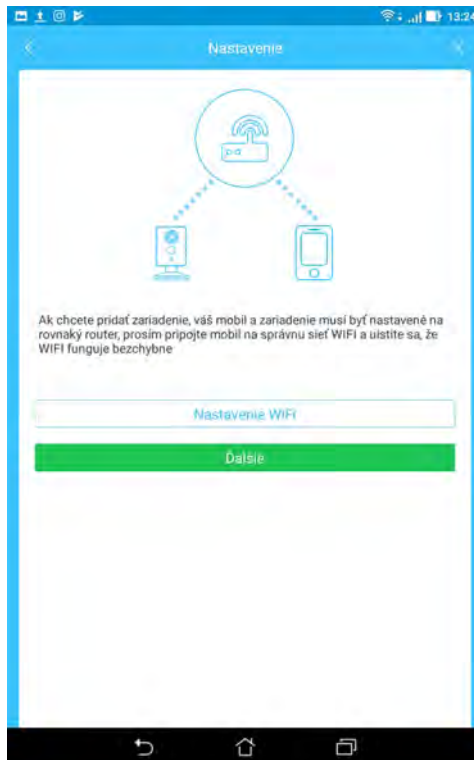 13:24
Nastavenie
Ak chcete pridať zariadenie, váš mobil a zariadenie musí byť nastavené na
rovnaký router, prosím pripojte mobil na správnu sieť WIFI a uistite sa, že
WIFI funguje bezchybne
Nastavenie WIFI
Ďalšie